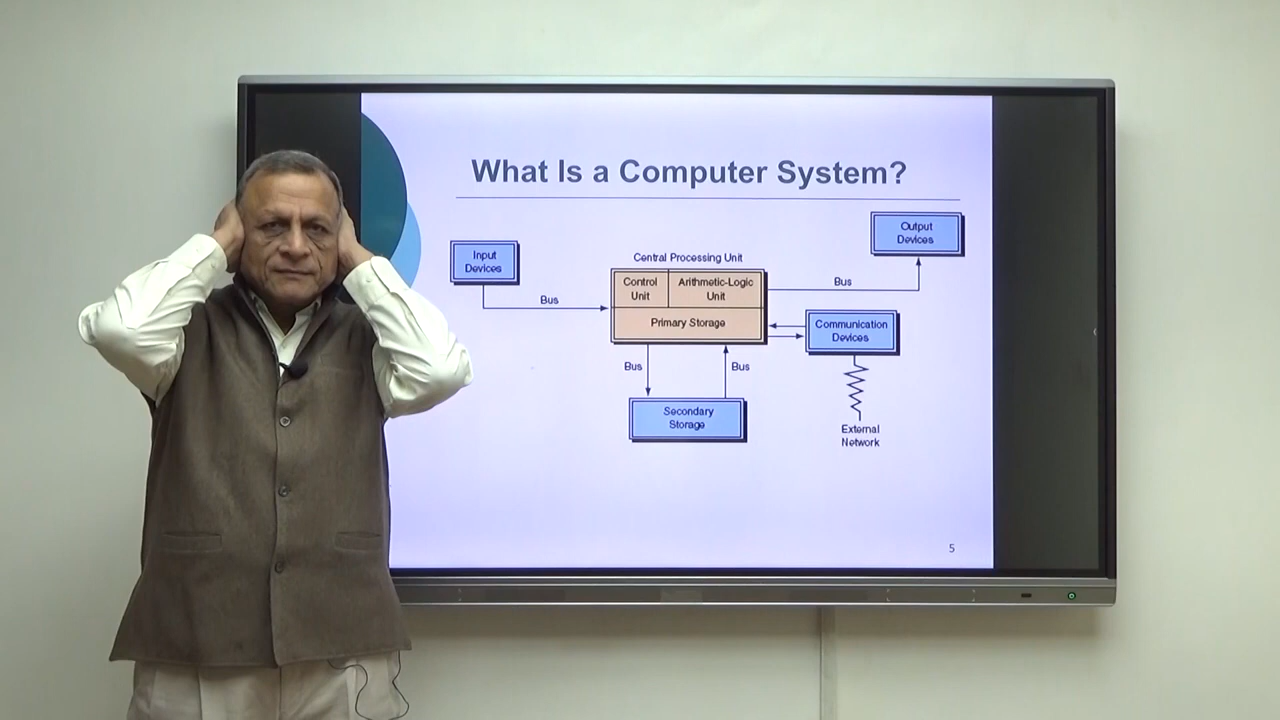 What Is a Computer System?
Output
Devices
Input
Devices
Central Processing Unit
Control
Unit
Arithmetic-Logic
Unit
Bus
Bus
Primary Storage
Communication
Devices
Bus
Bus
Secondary
Storage
External
Network
5